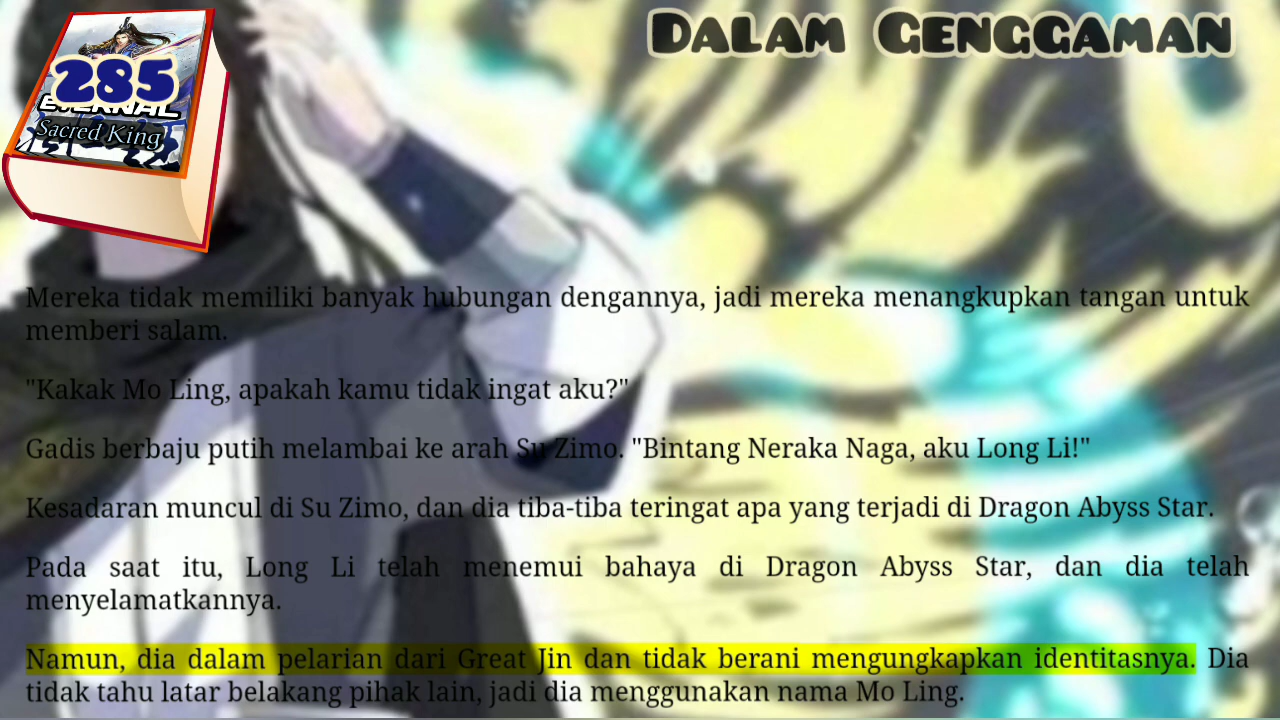 285
ETERNAL
Sacred King
DALAM GENGGAMAN
Mereka tidak memiliki banyak hubungan dengannya, jadi mereka menangkupkan tangan untuk
memberi salam.
"Kakak Mo Ling, apakah kamu tidak ingat aku?"
Gadis berbaju putih melambai ke arah Su Zimo. "Bintang Neraka Naga, aku Long Li!"
Kesadaran muncul di Su Zimo, dan dia tiba-tiba teringat apa yang terjadi di Dragon Abyss Star.
Pada saat itu, Long Li telah menemui bahaya di Dragon Abyss Star, dan dia telah
menyelamatkannya.
Namun, dia dalam pelarian dari Great Jin dan tidak berani mengungkapkan identitasnya. Dia
tidak tahu latar belakang pihak lain, jadi dia menggunakan nama Mo Ling.